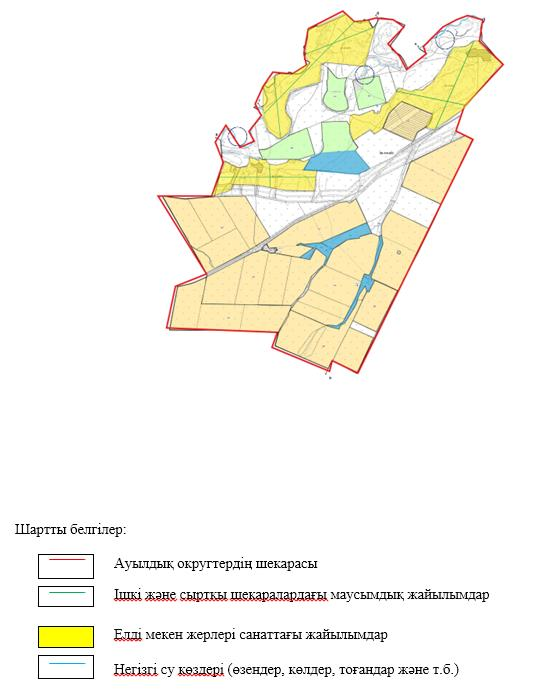 Шартты белгілер:
Ауылдық округтердің шекарасы
Ішкі және сыртқы шекаралардағы маусымдық жайылымдар
Елді мекен жерлері санаттағы жайылымдар
Негізгі су көздері (өзендер, көлдер, тоғандар және т.б.)